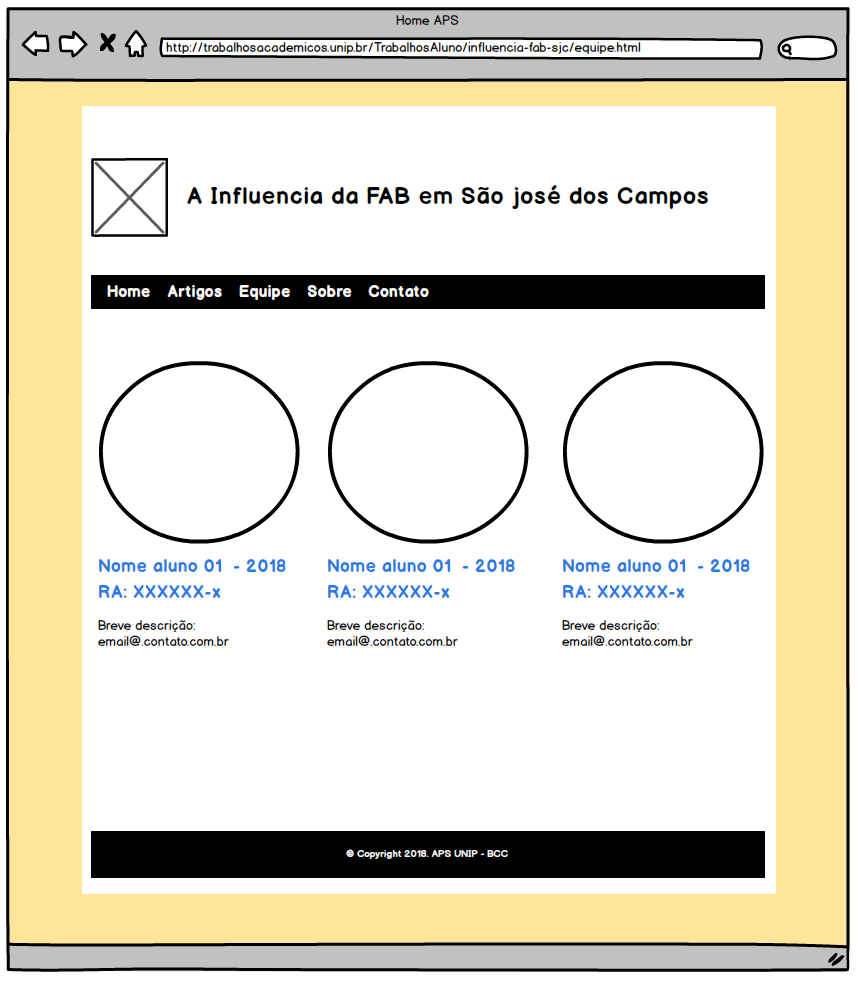 Home APS
http://trabalhosacademicos.unip.br/TrabalhosAluno/influencia-fab-sjc/equipe.html
A Influencia da FAB em São josé dos Campos
Home Artigos Equipe Sobre Contato
Nome aluno 01 - 2018
RA: XXXXXX-x
Breve descrição:
email@.contato.com.br
Nome aluno 01 - 2018
RA: XXXXXX-x
Breve descrição:
email@.contato.com.br
Nome aluno 01 - 2018
RA: XXXXXX-x
Breve descrição:
email@.contato.com.br
© Copyright 2018. APS UNIP - BCC